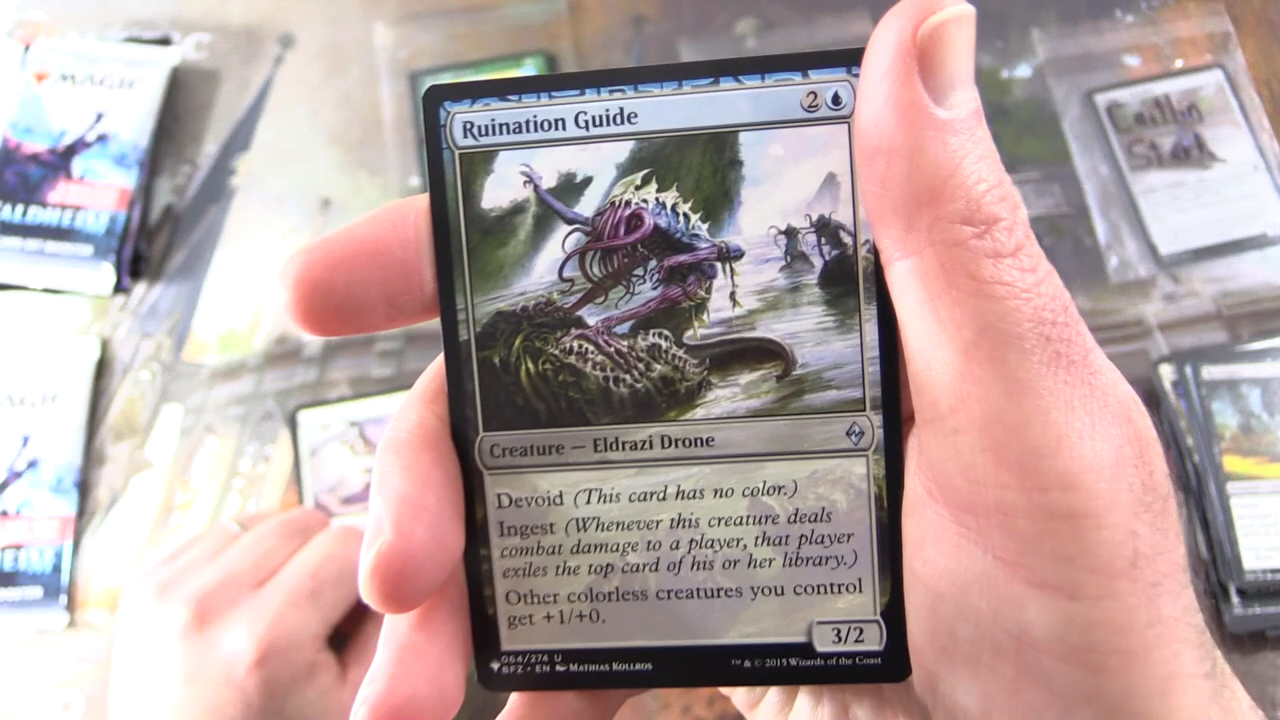 MAGIC
Ruination Guide
2
Caitlin
Stark
Creature — Eldrazi Drone
Devoid (This card has no color.)
Ingest (Whenever this creature deals
combat damage to a player, that player
exiles the top card of his or her library.)
Other colorless creatures you control
get +1/+0.
3/2
064/274 U
BFZ • EN Mathias Kollros
™ & © 2015 Wizards of the Coast